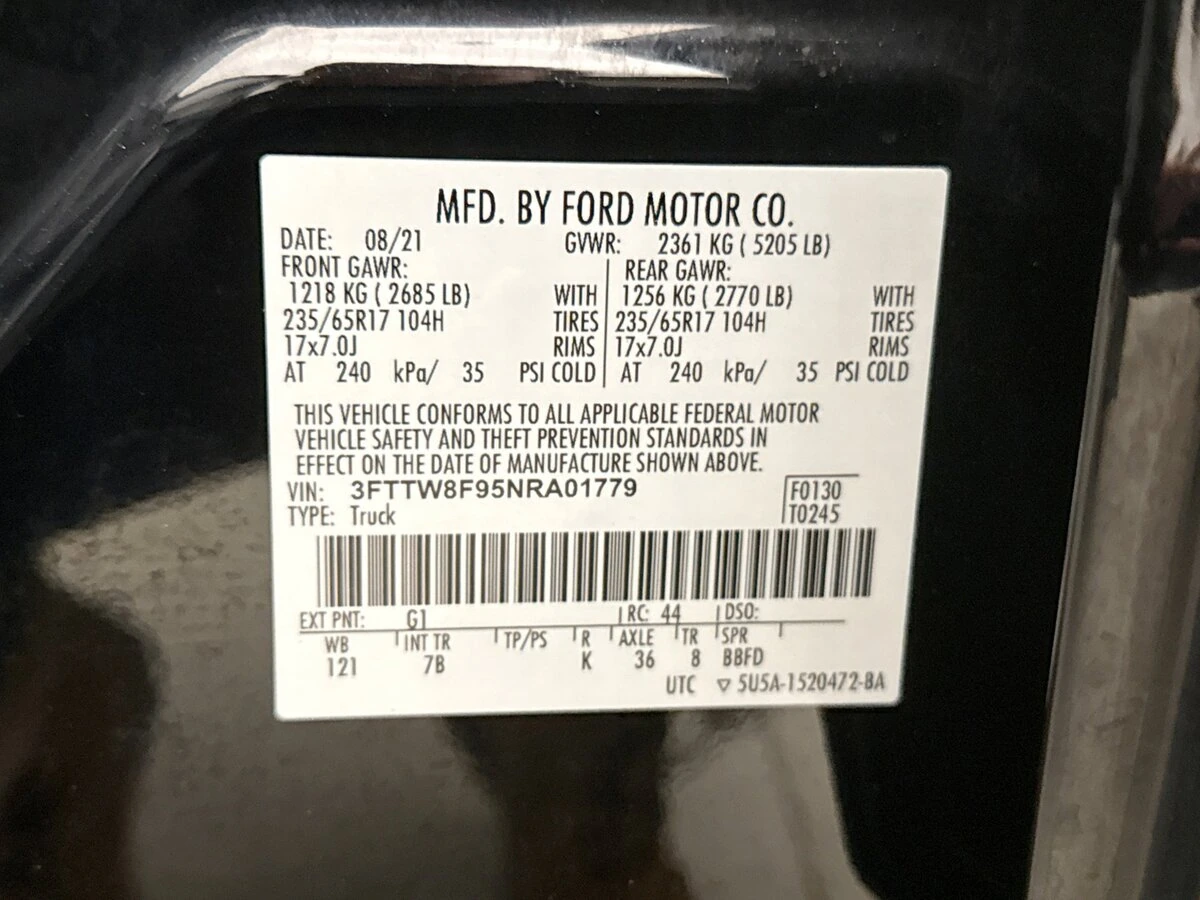 MFD. BY FORD MOTOR CO.
DATE: 08/21 GVWR: 2361 KG ( 5205 LB)
FRONT GAWR: REAR GAWR:
1218 KG ( 2685 LB) WITH 1256 KG ( 2770 LB) WITH
235/65R17 104H TIRES 235/65R17 104H TIRES
17x7.0J RIMS 17x7.0J RIMS
AT 240 kPa/ 35 PSI COLD AT 240 kPa/ 35 PSI COLD
THIS VEHICLE CONFORMS TO ALL APPLICABLE FEDERAL MOTOR
VEHICLE SAFETY AND THEFT PREVENTION STANDARDS IN
EFFECT ON THE DATE OF MANUFACTURE SHOWN ABOVE.
VIN: 3FTTW8F95NRA01779 F0130
TYPE: Truck T0245
EXT PNT: G1 RC: 44 DSO:
WB INT TR TP/PS R AXLE TR SPR
121 7B K 36 8 BBFD
UTC ▽ 5U5A-1520472-BA